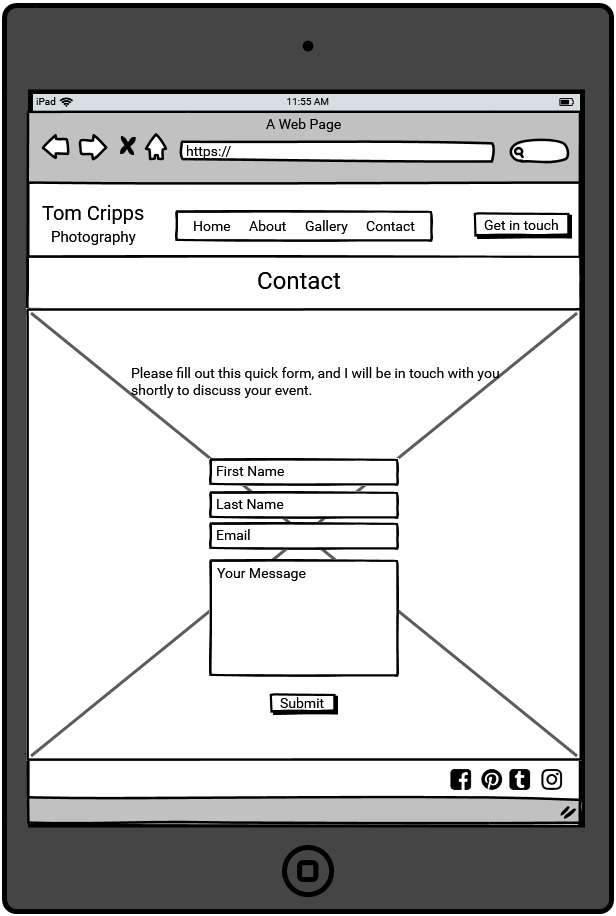 iPad 11:55 AM
A Web Page
https://
Tom Cripps
Photography
Home About Gallery Contact
Get in touch
Contact
Please fill out this quick form, and I will be in touch with you
shortly to discuss your event.
First Name
Last Name
Email
Your Message
Submit